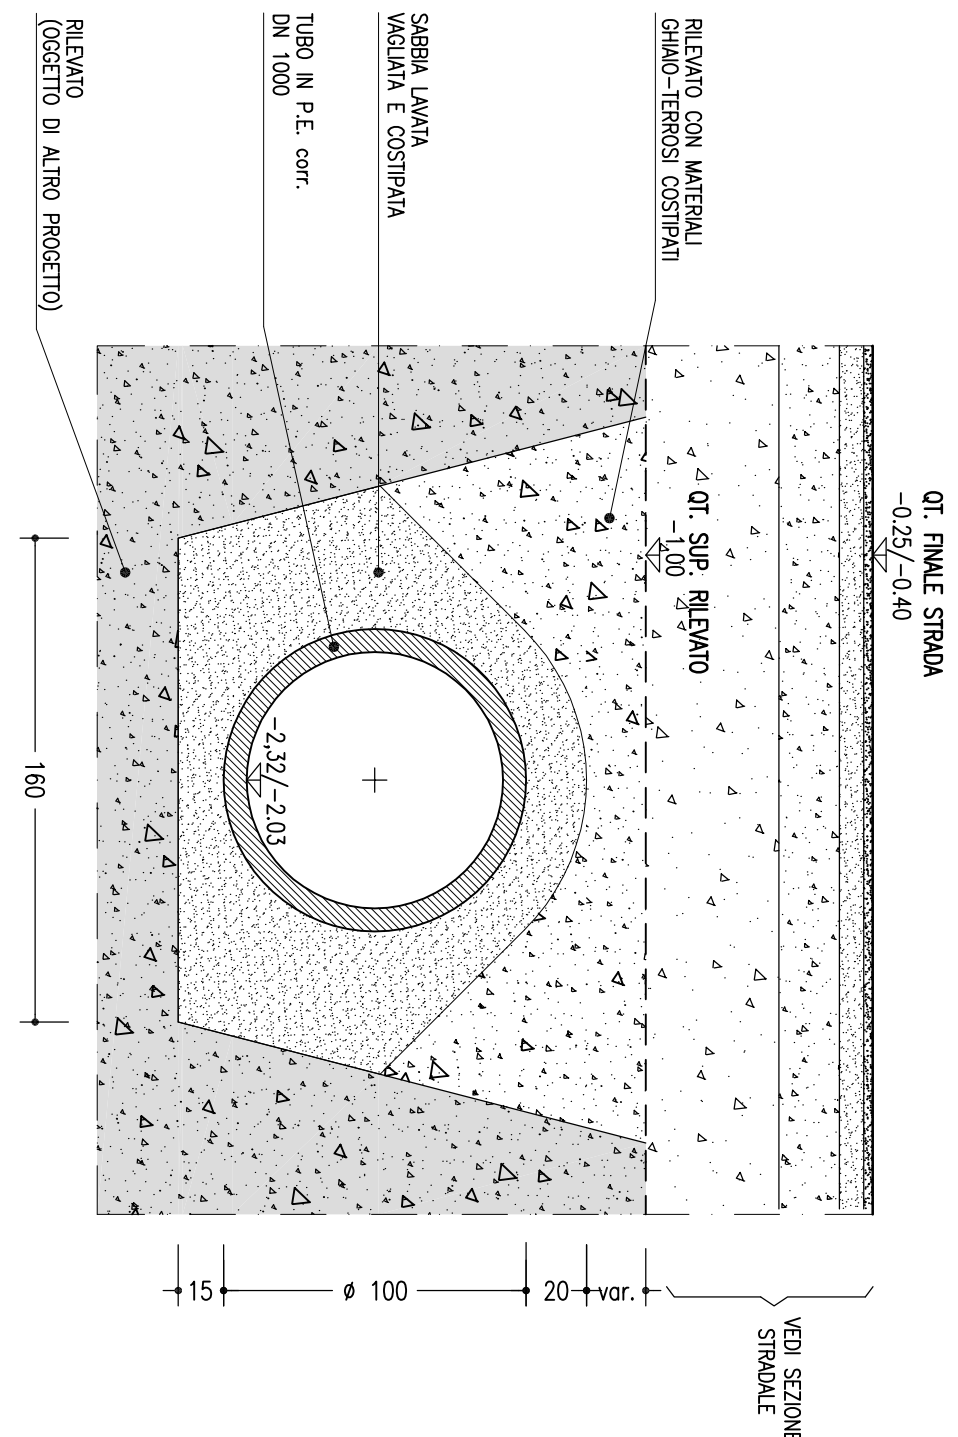 QT. FINALE STRADA
-0.25/-0.40
RILEVATO CON MATERIALI
GHIAIO-TERROSI COSTIPATI
QT. SUP. RILEVATO
-1.00
VEDI SEZIONE
STRADALE
SABBIA LAVATA
VAGLIATA E COSTIPATA
TUBO IN P.E. corr.
DN 1000
-2,32/-2.03
var.
20
ø 100
15
RILEVATO
(OGGETTO DI ALTRO PROGETTO)
160